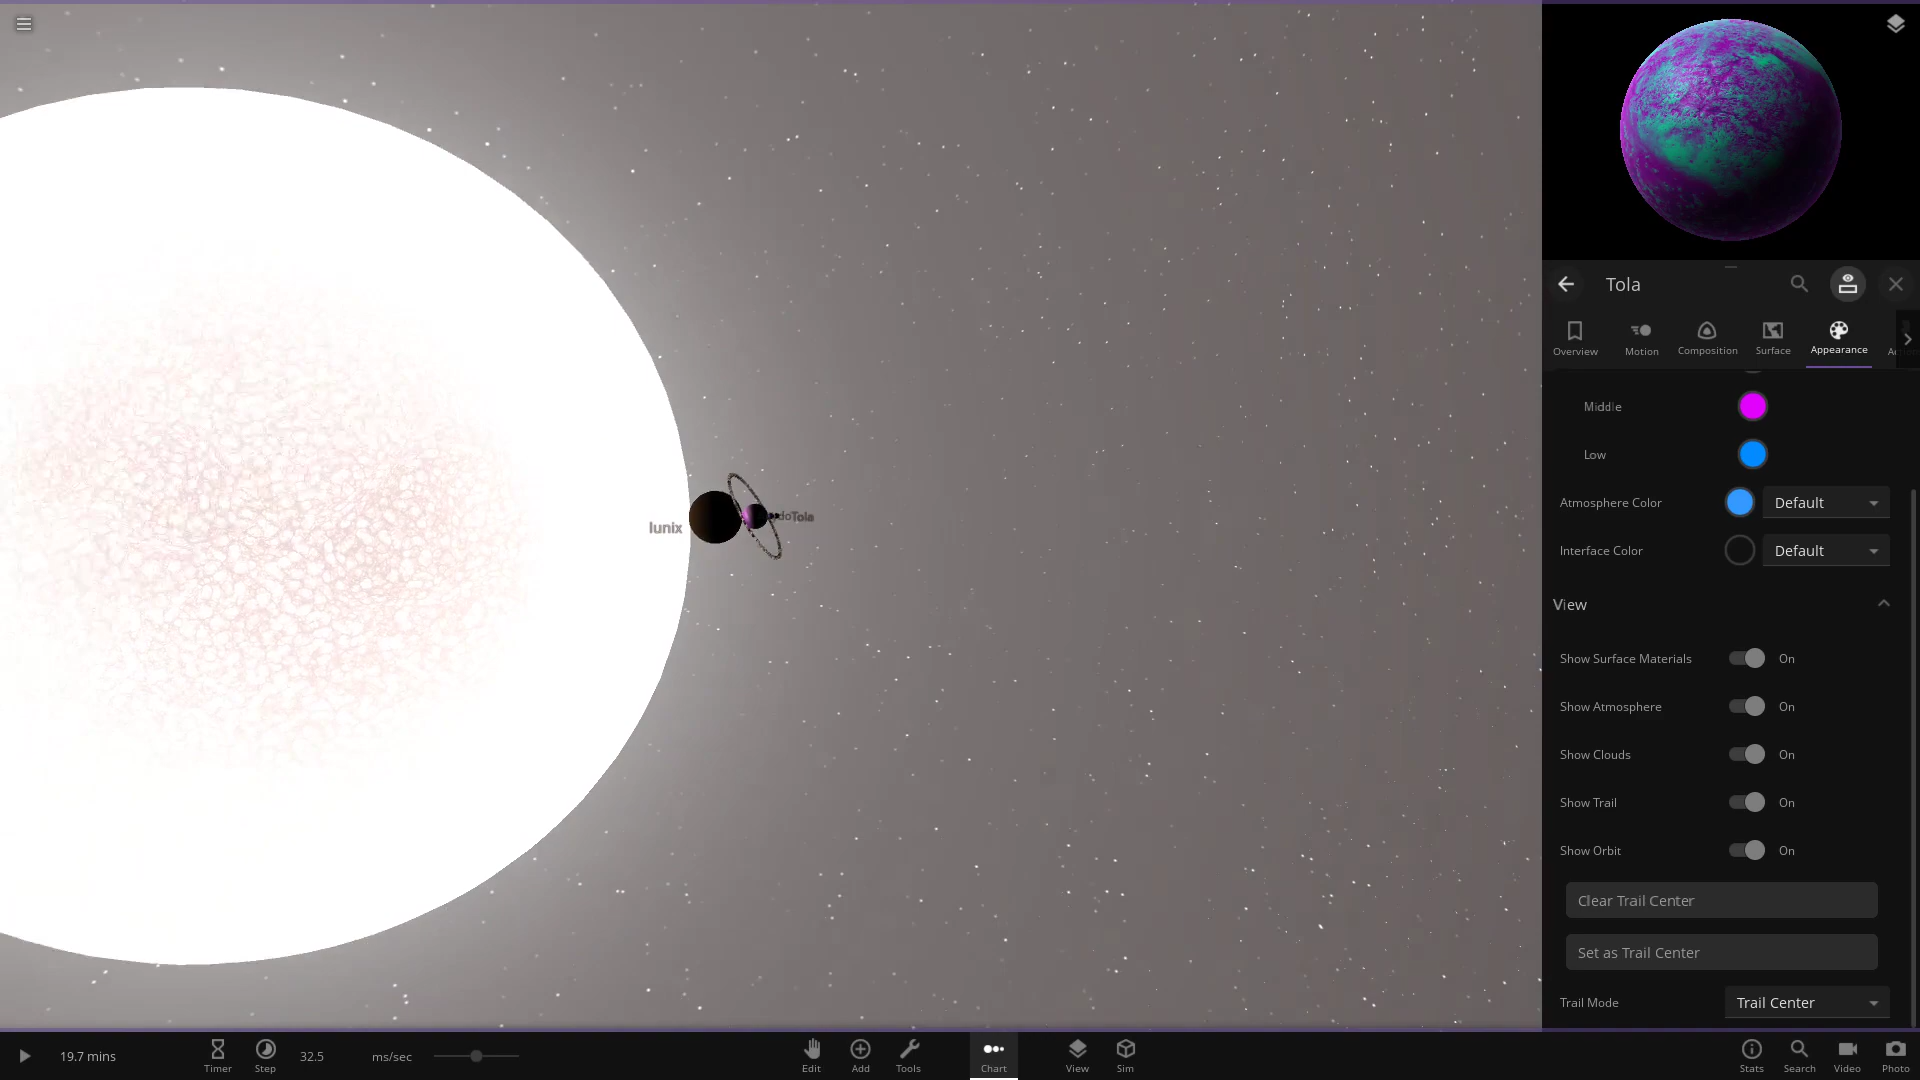 Tola
Overview
Motion
Composition
Surface
Appearance
Middle
Low
Atmosphere Color
Default
Interface Color
Default
View
Show Surface Materials
On
Show Atmosphere
On
Show Clouds
On
Show Trail
On
Show Orbit
On
Clear Trail Center
Set as Trail Center
Trail Mode
Trail Center
lunix
Tola
19.7 mins
Timer
Step
32.5
ms/sec
Edit
Add
Tools
Chart
View
Sim
Stats
Search
Video
Photo